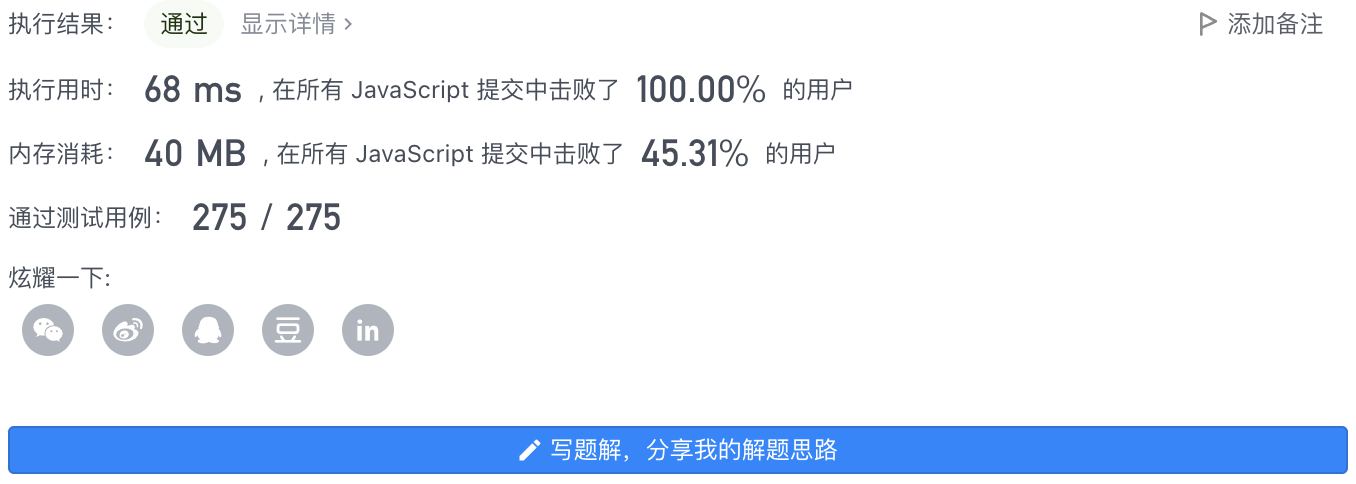 执行结果： 通过 显示详情 > 添加备注
执行用时： 68 ms , 在所有 JavaScript 提交中击败了 100.00% 的用户
内存消耗： 40 MB , 在所有 JavaScript 提交中击败了 45.31% 的用户
通过测试用例： 275 / 275
炫耀一下:
豆 in
写题解，分享我的解题思路